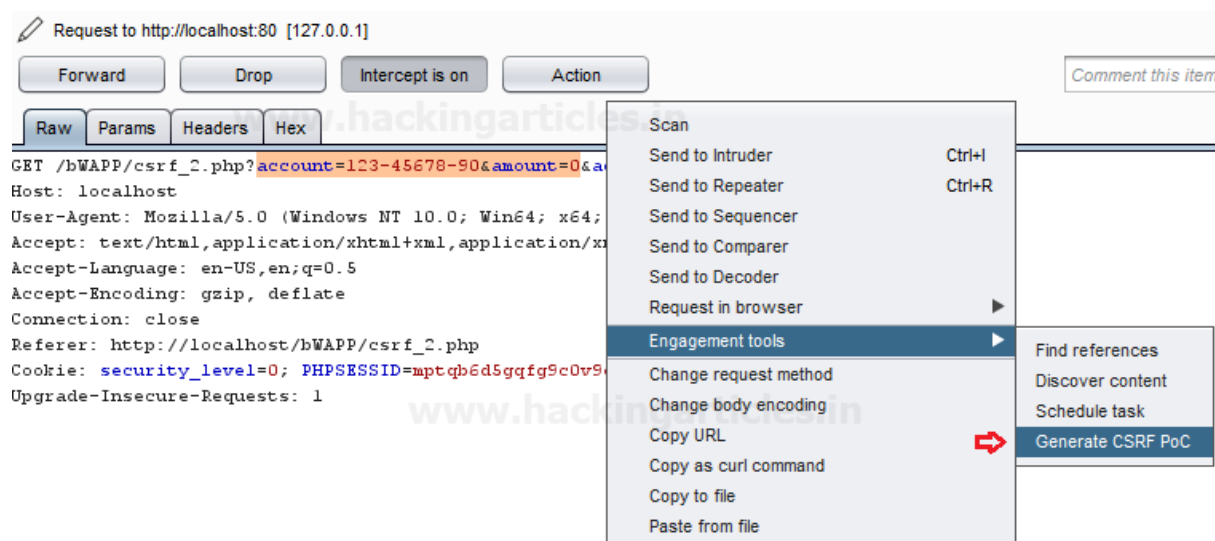 Request to http://localhost:80 [127.0.0.1]
Forward Drop Intercept is on Action
Comment this item
www.hackingarticles.in
Raw Params Headers Hex
GET /bWAPP/csrf_2.php?account=123-45678-90&amount=0&a
Host: localhost
User-Agent: Mozilla/5.0 (Windows NT 10.0; Win64; x64;
Accept: text/html,application/xhtml+xml,application/x
Accept-Language: en-US,en;q=0.5
Accept-Encoding: gzip, deflate
Connection: close
Referer: http://localhost/bWAPP/csrf_2.php
Cookie: security_level=0; PHPSESSID=mptqb6d5gqfg9c0v9
Upgrade-Insecure-Requests: 1
Scan
Send to Intruder Ctrl+I
Send to Repeater Ctrl+R
Send to Sequencer
Send to Comparer
Send to Decoder
Request in browser
Engagement tools
Change request method
Change body encoding
Copy URL
Copy as curl command
Copy to file
Paste from file
Find references
Discover content
Schedule task
Generate CSRF PoC
www.hackingarticles.in